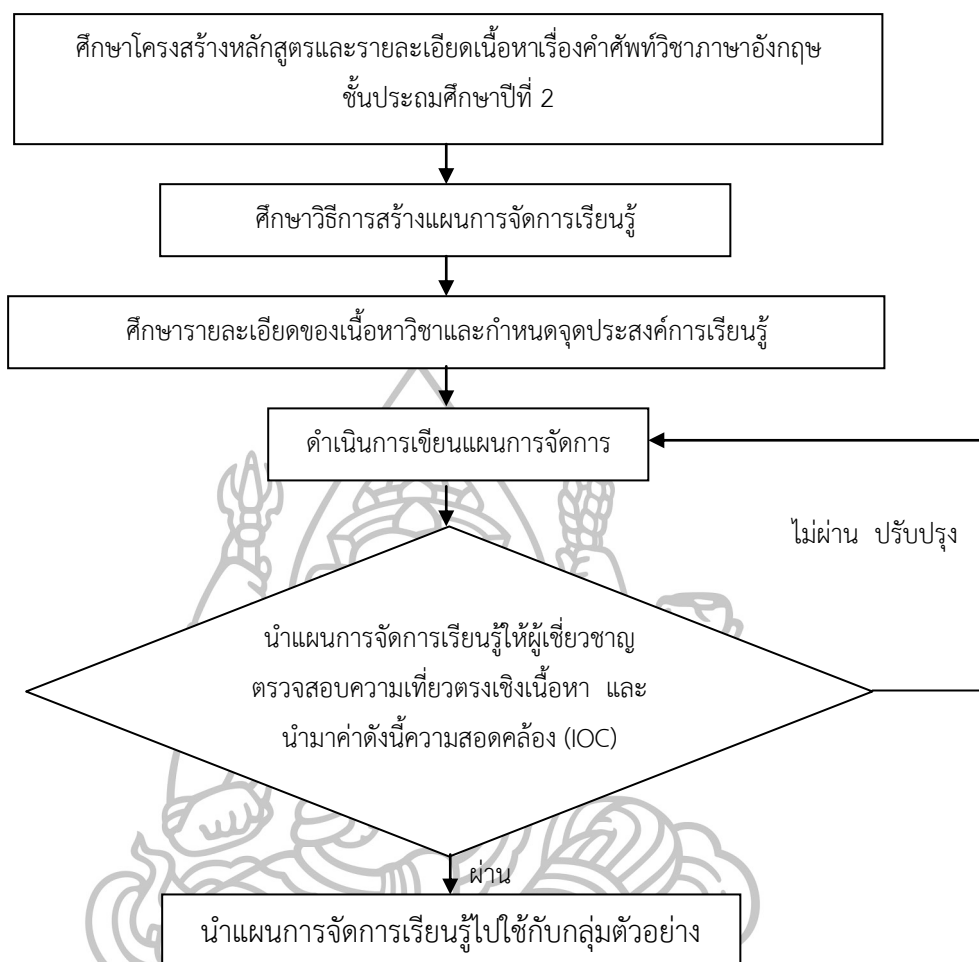 ศึกษาโครงสร้างหลักสูตรและรายละเอียดเนื้อหาเรื่องคำศัพท์วิชาภาษาอังกฤษ
ชั้นประถมศึกษาปีที่ 2
ศึกษาวิธีการสร้างแผนการจัดการเรียนรู้
ศึกษารายละเอียดของเนื้อหาวิชาและกำหนดจุดประสงค์การเรียนรู้
ดำเนินการเขียนแผนการจัดการ
ไม่ผ่าน ปรับปรุง
นำแผนการจัดการเรียนรู้ให้ผู้เชี่ยวชาญ
ตรวจสอบความเที่ยวตรงเชิงเนื้อหา และ
นำมาค่าดังนี้ความสอดคล้อง (IOC)
ผ่าน
นำแผนการจัดการเรียนรู้ไปใช้กับกลุ่มตัวอย่าง